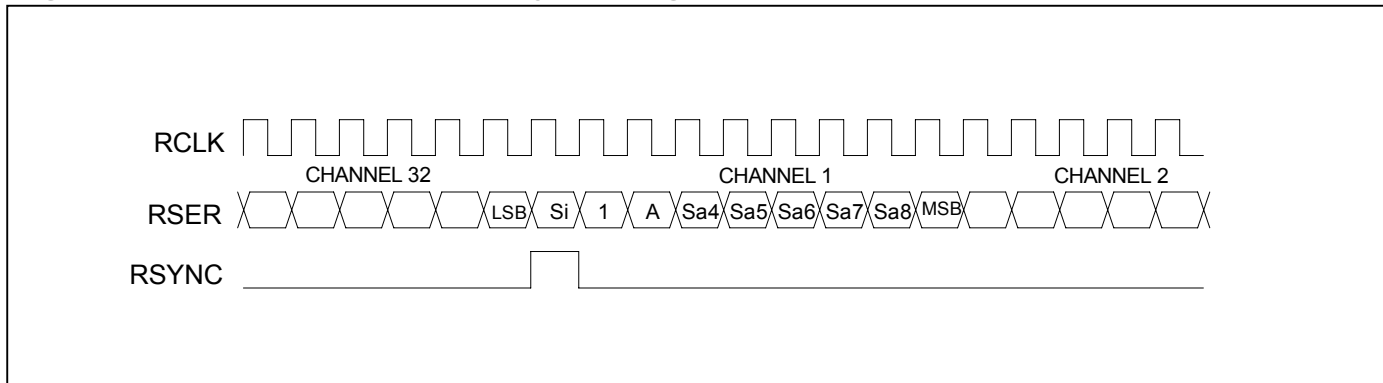 RCLK
CHANNEL 32 CHANNEL 1 CHANNEL 2
RSER LSB Si 1 A Sa4 Sa5 Sa6 Sa7 Sa8 MSB
RSYNC